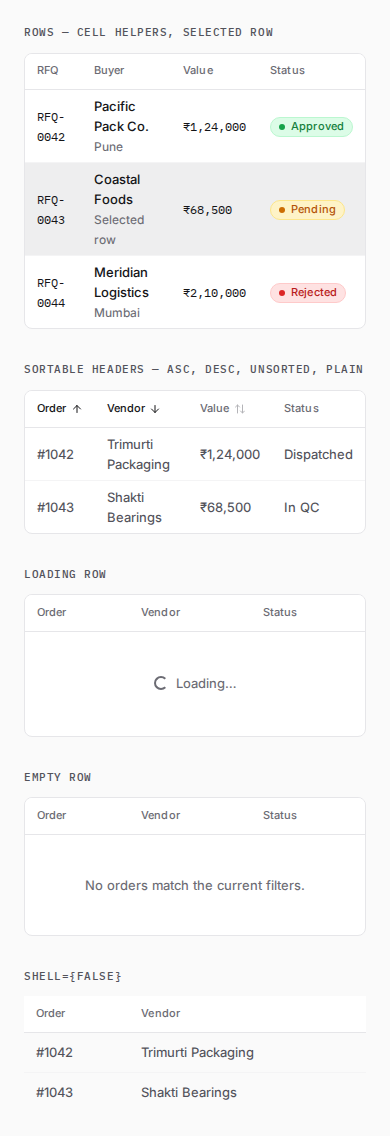 ROWS — CELL HELPERS, SELECTED ROW
RFQ Buyer Value Status
RFQ-0042 Pacific Pack Co. Pune ₹1,24,000 Approved
RFQ-0043 Coastal Foods Selected row ₹68,500 Pending
RFQ-0044 Meridian Logistics Mumbai ₹2,10,000 Rejected
SORTABLE HEADERS — ASC, DESC, UNSORTED, PLAIN
Order ↑ Vendor ↓ Value ↑↓ Status
#1042 Trimurti Packaging ₹1,24,000 Dispatched
#1043 Shakti Bearings ₹68,500 In QC
LOADING ROW
Order Vendor Status
Loading...
EMPTY ROW
Order Vendor Status
No orders match the current filters.
SHELL={FALSE}
Order Vendor
#1042 Trimurti Packaging
#1043 Shakti Bearings